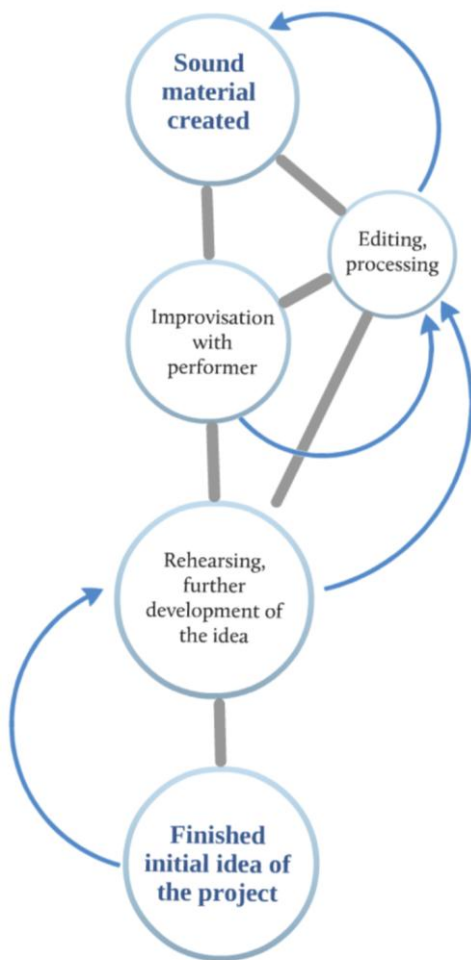 Sound
material
created
Editing,
processing
Improvisation
with
performer
Rehearsing,
further
development of
the idea
Finished
initial idea of
the project